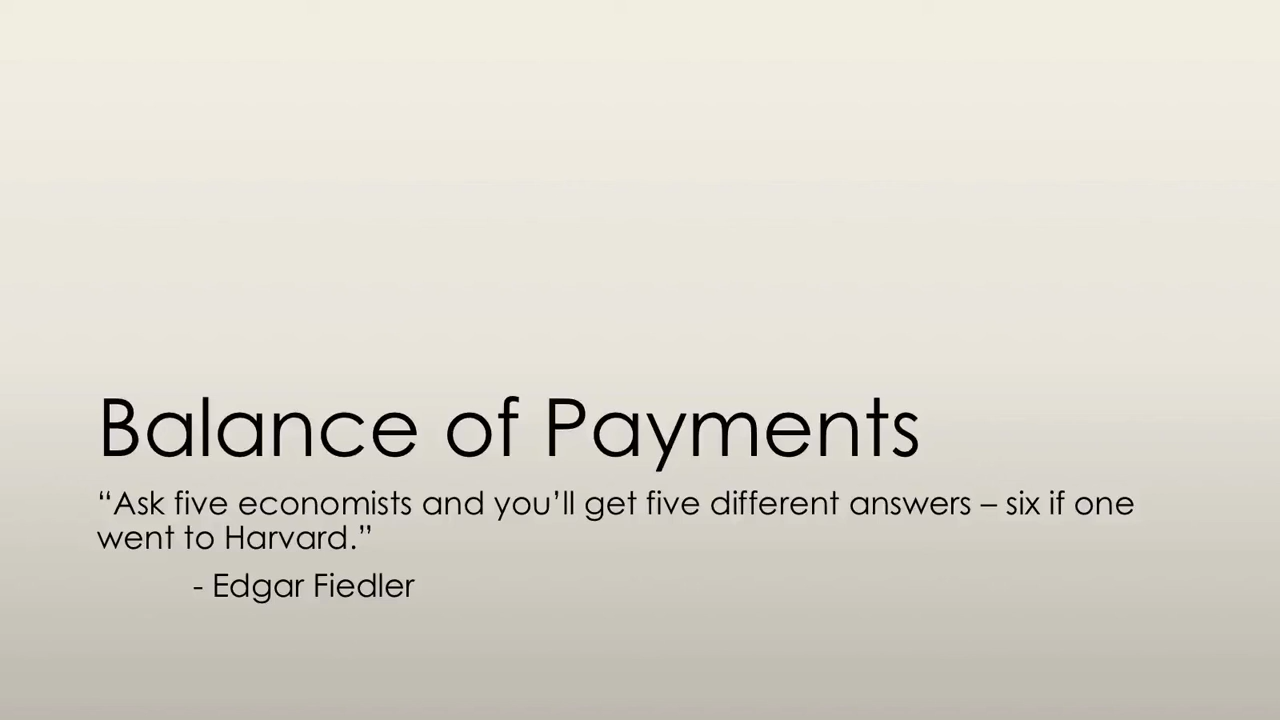 Balance of Payments
“Ask five economists and you’ll get five different answers – six if one
went to Harvard.”
- Edgar Fiedler